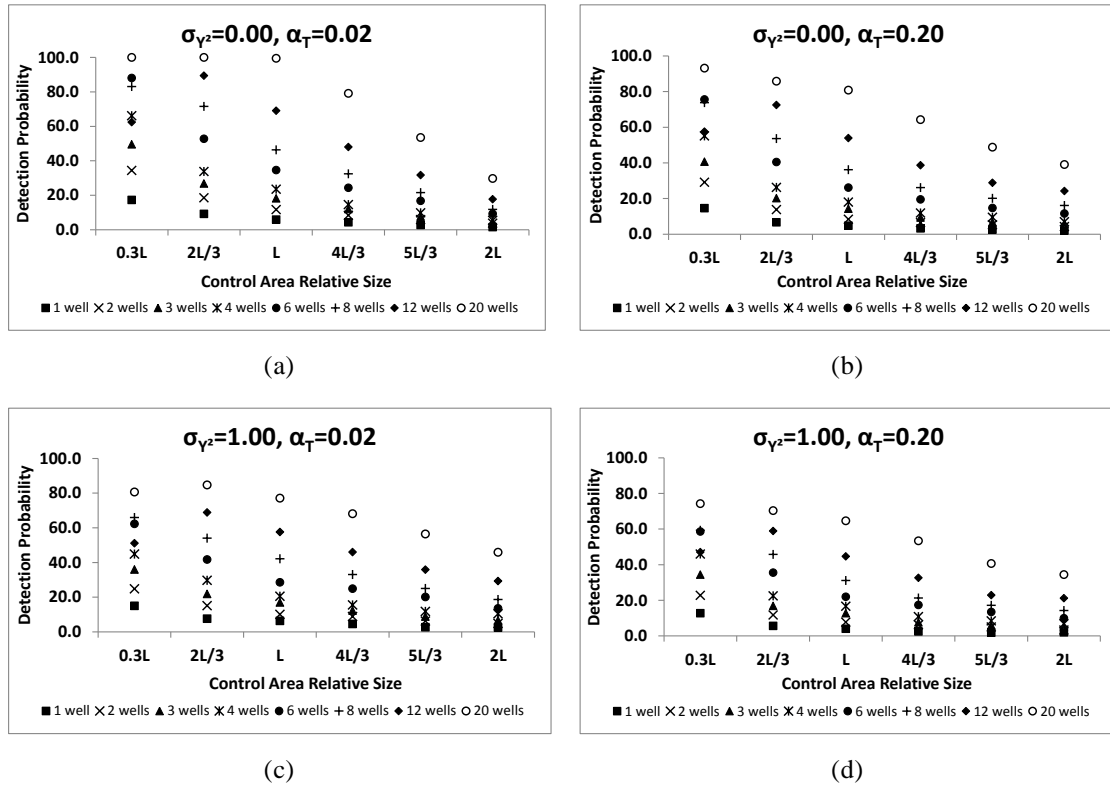 σY²=0.00, αT=0.02
Detection Probability
100.0
80.0
60.0
40.0
20.0
0.0
0.3L 2L/3 L 4L/3 5L/3 2L
Control Area Relative Size
1 well 2 wells 3 wells 4 wells 6 wells 8 wells 12 wells 20 wells
(a)
σY²=0.00, αT=0.20
Detection Probability
100.0
80.0
60.0
40.0
20.0
0.0
0.3L 2L/3 L 4L/3 5L/3 2L
Control Area Relative Size
1 well 2 wells 3 wells 4 wells 6 wells 8 wells 12 wells 20 wells
(b)
σY²=1.00, αT=0.02
Detection Probability
100.0
80.0
60.0
40.0
20.0
0.0
0.3L 2L/3 L 4L/3 5L/3 2L
Control Area Relative Size
1 well 2 wells 3 wells 4 wells 6 wells 8 wells 12 wells 20 wells
(c)
σY²=1.00, αT=0.20
Detection Probability
100.0
80.0
60.0
40.0
20.0
0.0
0.3L 2L/3 L 4L/3 5L/3 2L
Control Area Relative Size
1 well 2 wells 3 wells 4 wells 6 wells 8 wells 12 wells 20 wells
(d)